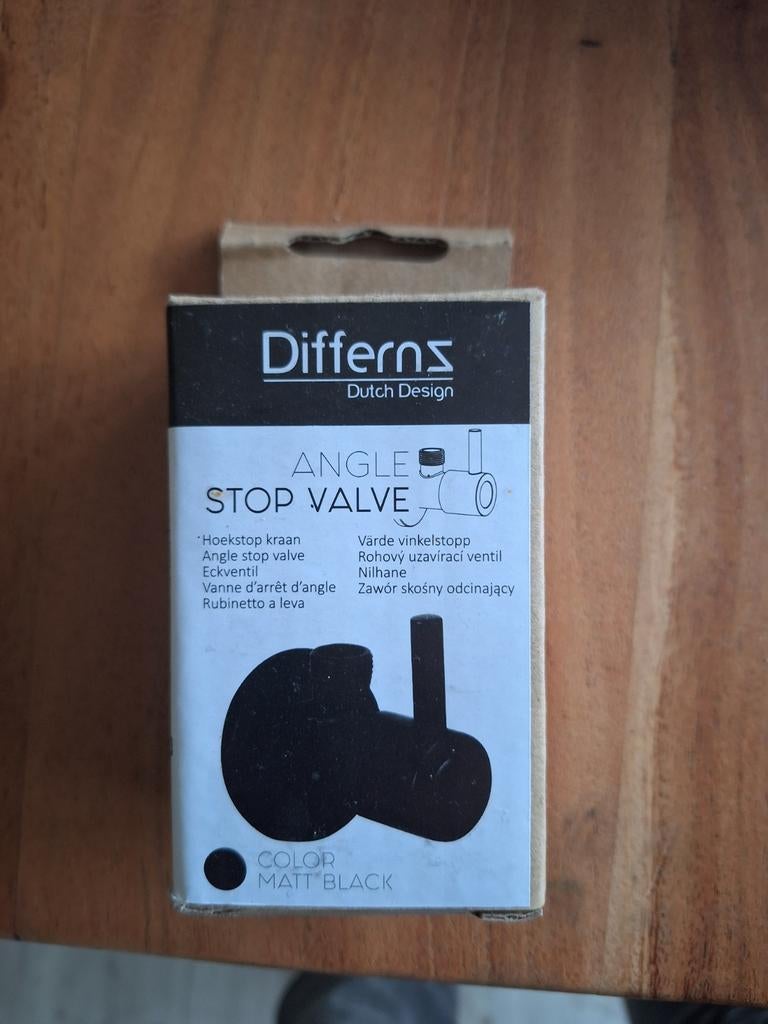 Differnz
Dutch Design
ANGLE
STOP VALVE
Hoekstop kraan
Angle stop valve
Eckventil
Vanne d'arrêt d'angle
Rubinetto a leva
Värde vinkelstopp
Rohový uzavírací ventil
Nilhane
Zawór skośny odcinający
COLOR
MATT BLACK